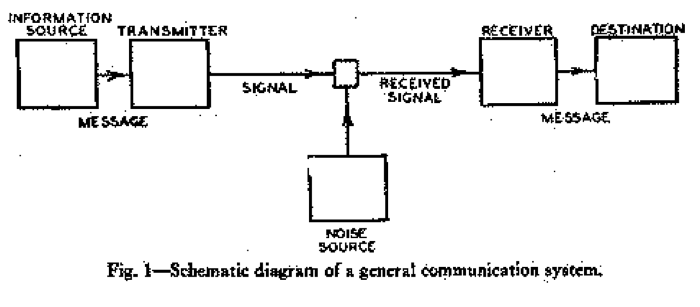 INFORMATION
SOURCE
TRANSMITTER
RECEIVER
DESTINATION
SIGNAL
RECEIVED
SIGNAL
MESSAGE
MESSAGE
NOISE
SOURCE
Fig. 1—Schematic diagram of a general communication system.